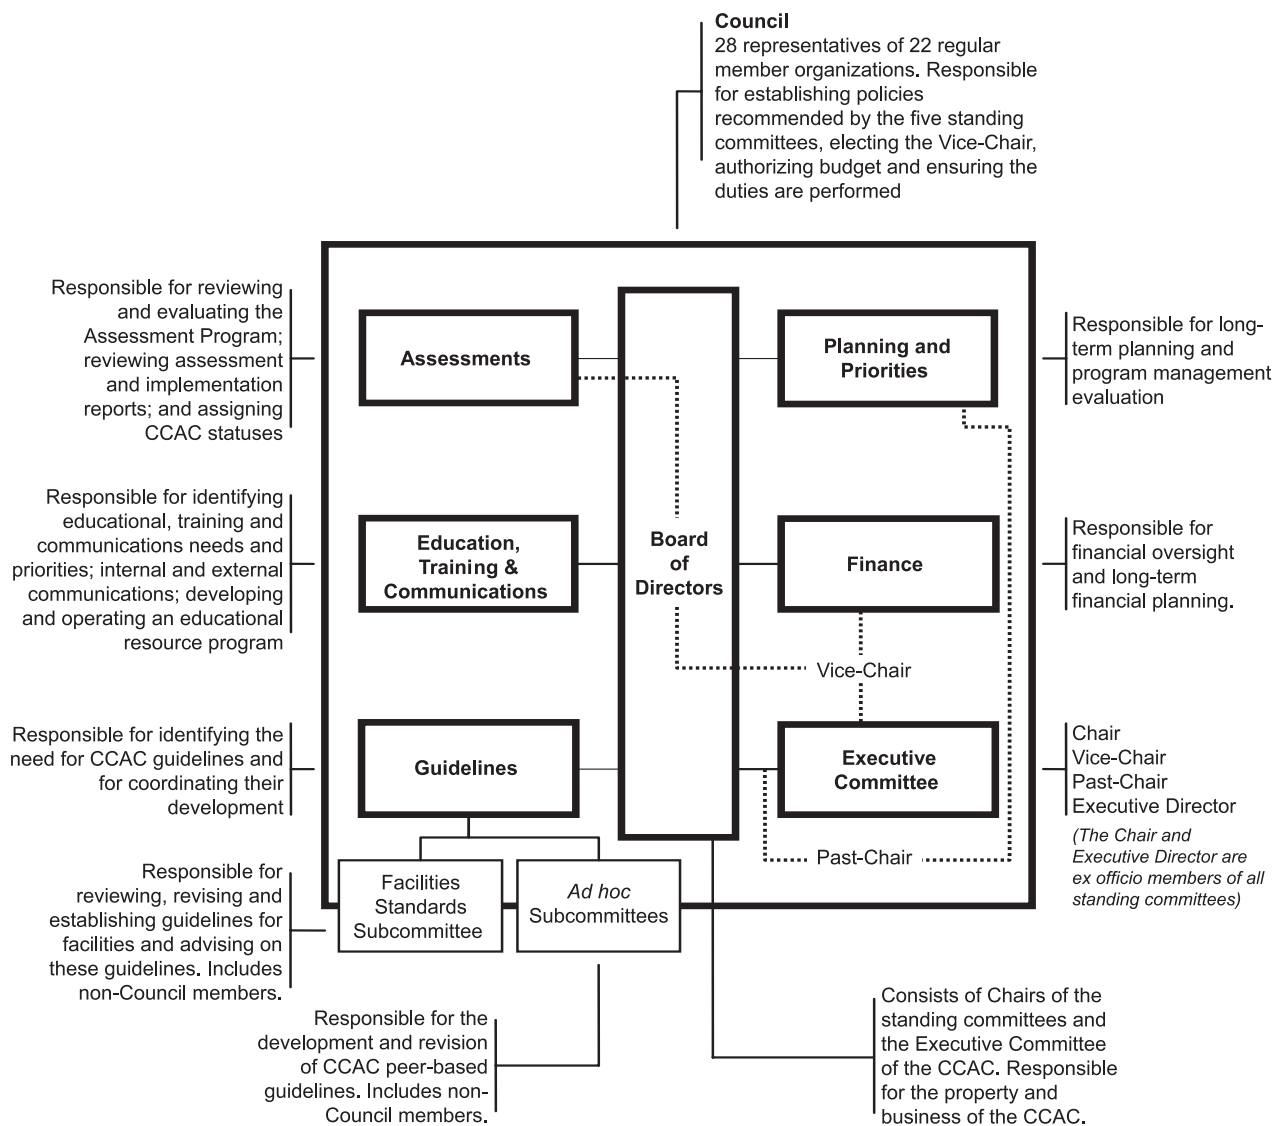 Council
28 representatives of 22 regular
member organizations. Responsible
for establishing policies
recommended by the five standing
committees, electing the Vice-Chair,
authorizing budget and ensuring the
duties are performed
Responsible for reviewing
and evaluating the
Assessment Program;
reviewing assessment
and implementation
reports; and assigning
CCAC statuses
Assessments
Planning and
Priorities
Responsible for long-
term planning and
program management
evaluation
Responsible for identifying
educational, training and
communications needs and
priorities; internal and external
communications; developing
and operating an educational
resource program
Education,
Training &
Communications
Board
of
Directors
Finance
Responsible for
financial oversight
and long-term
financial planning.
Vice-Chair
Responsible for identifying the
need for CCAC guidelines and
for coordinating their
development
Guidelines
Executive
Committee
Chair
Vice-Chair
Past-Chair
Executive Director
(The Chair and
Executive Director are
ex officio members of all
standing committees)
Past-Chair
Responsible for
reviewing, revising and
establishing guidelines for
facilities and advising on
these guidelines. Includes
non-Council members.
Facilities
Standards
Subcommittee
Ad hoc
Subcommittees
Responsible for the
development and revision
of CCAC peer-based
guidelines. Includes non-
Council members.
Consists of Chairs of the
standing committees and
the Executive Committee
of the CCAC. Responsible
for the property and
business of the CCAC.